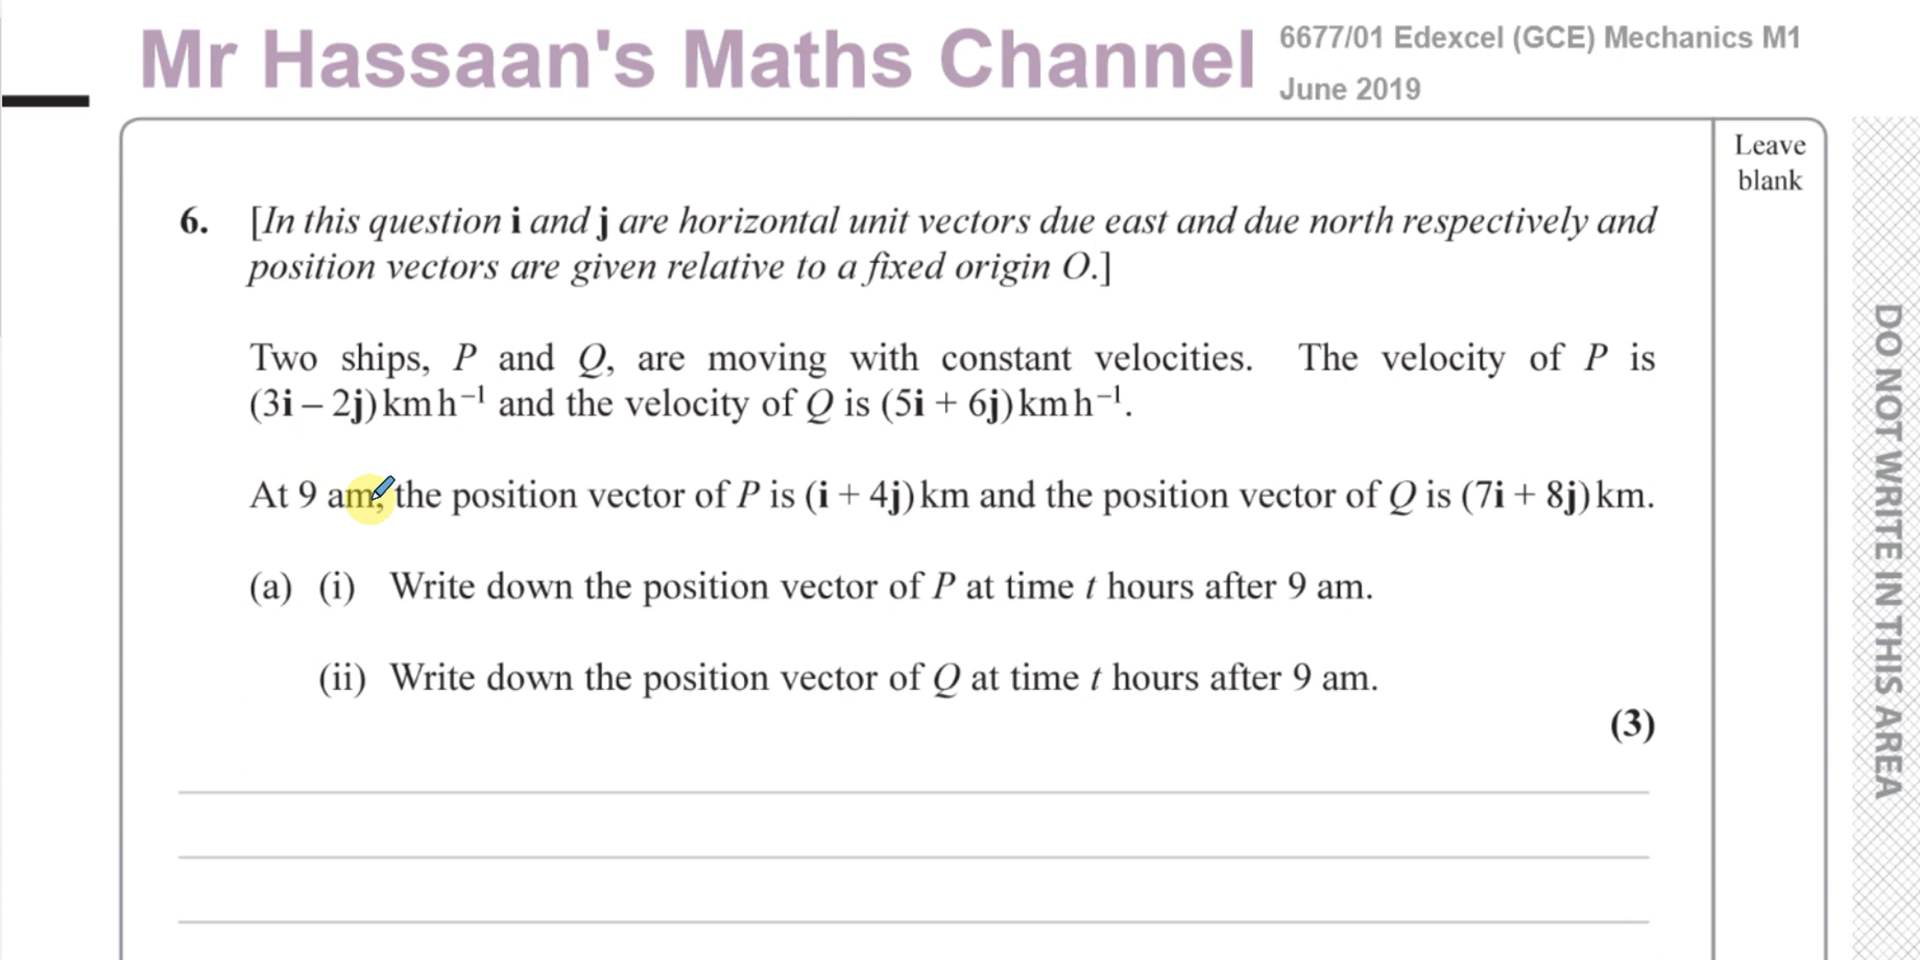 Mr Hassaan's Maths Channel
6677/01 Edexcel (GCE) Mechanics M1
June 2019
Leave
blank
6. [In this question i and j are horizontal unit vectors due east and due north respectively and
position vectors are given relative to a fixed origin O.]
Two ships, P and Q, are moving with constant velocities. The velocity of P is
(3i – 2j) km h⁻¹ and the velocity of Q is (5i + 6j) km h⁻¹.
At 9 am, the position vector of P is (i + 4j) km and the position vector of Q is (7i + 8j) km.
(a) (i) Write down the position vector of P at time t hours after 9 am.
(ii) Write down the position vector of Q at time t hours after 9 am.
(3)
DO NOT WRITE IN THIS AREA